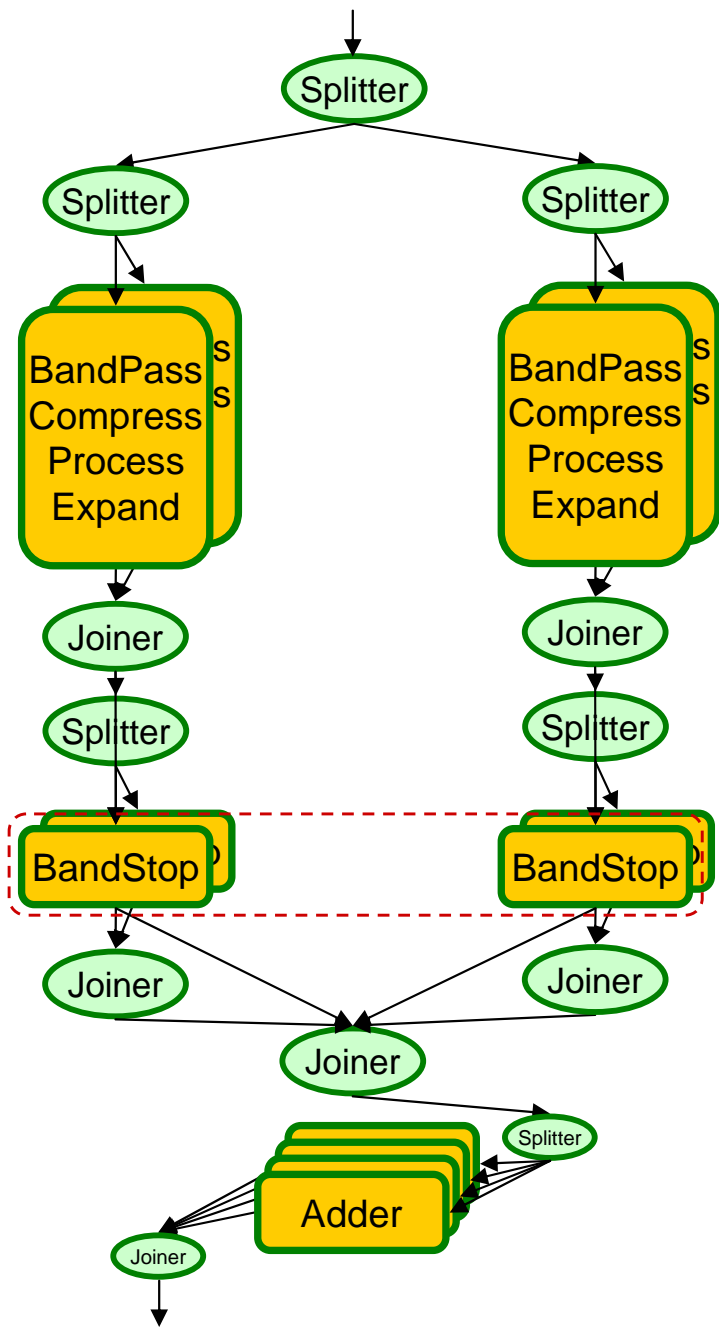 Splitter
Splitter
Splitter
BandPass
Compress
Process
Expand
s
s
BandPass
Compress
Process
Expand
s
s
Joiner
Joiner
Splitter
Splitter
BandStop
p
BandStop
p
Joiner
Joiner
Joiner
Splitter
Adder
Joiner